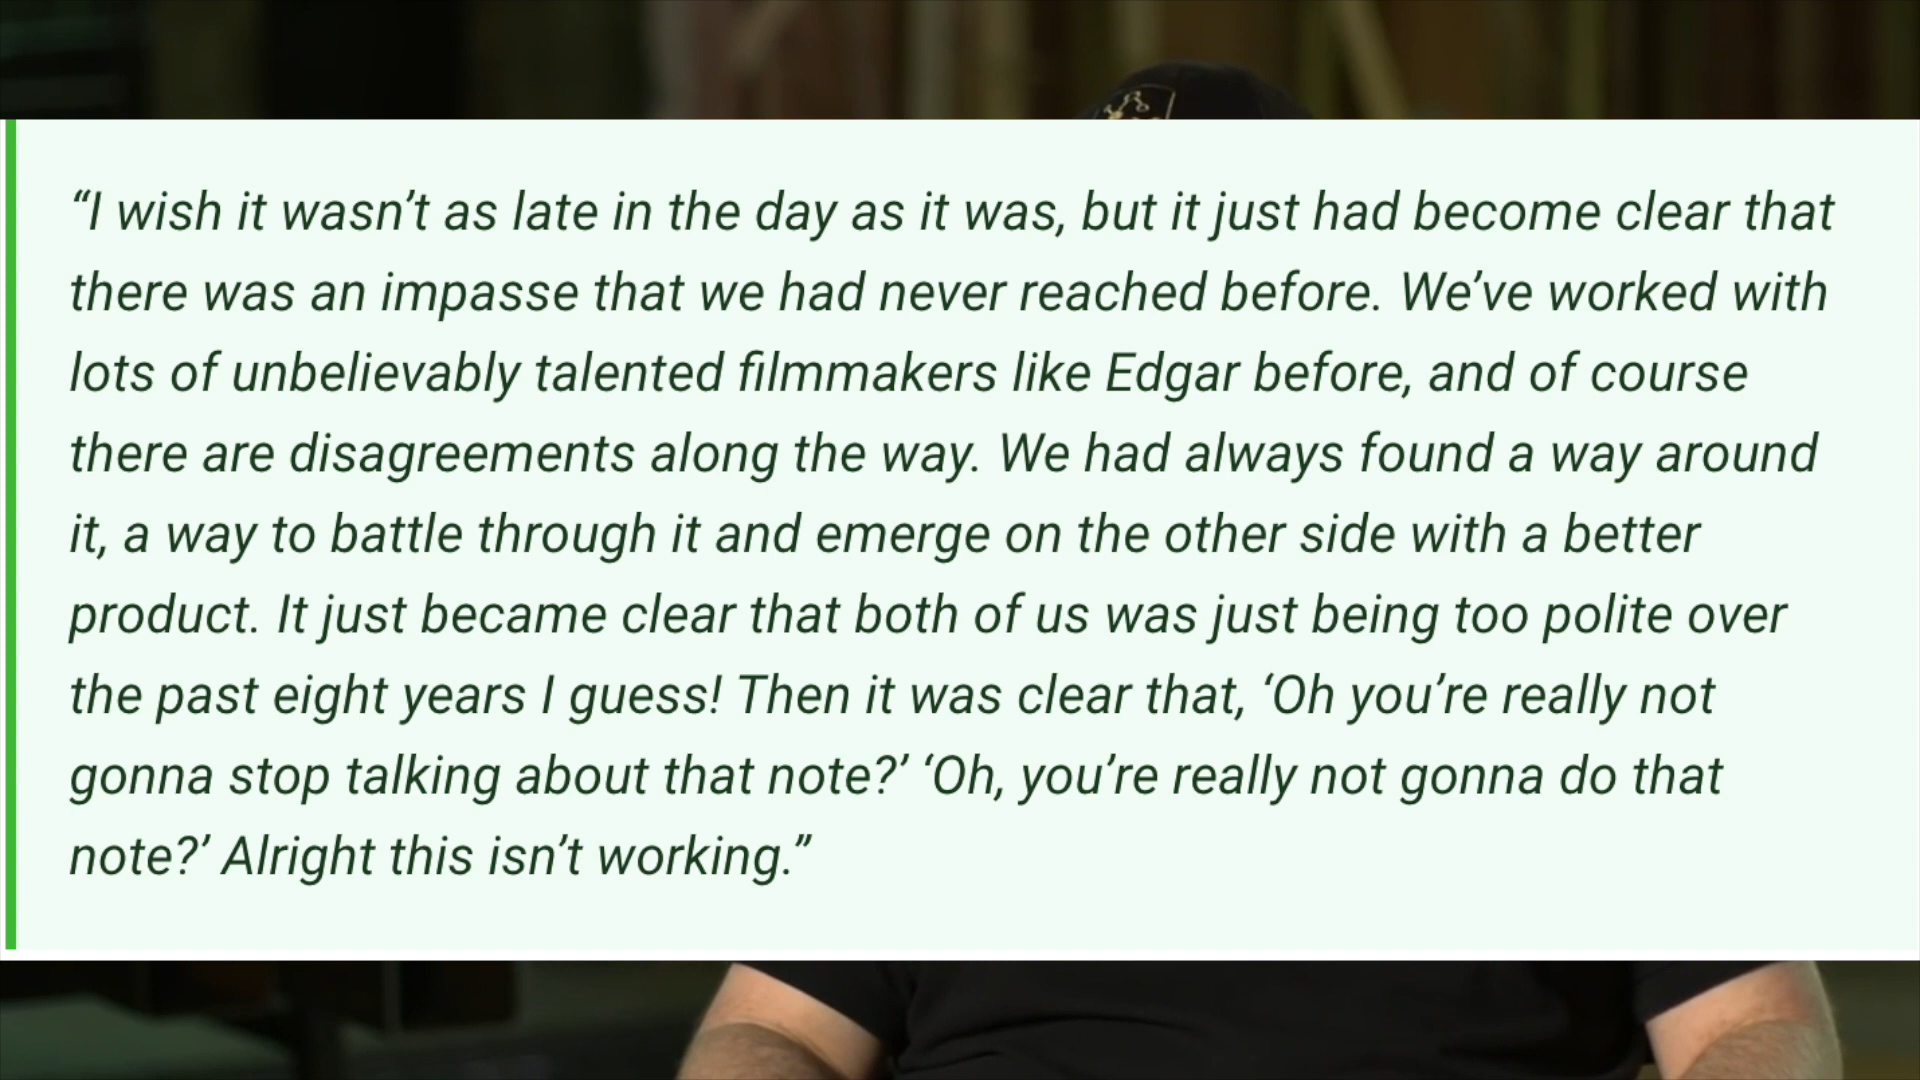 “I wish it wasn’t as late in the day as it was, but it just had become clear that
there was an impasse that we had never reached before. We’ve worked with
lots of unbelievably talented filmmakers like Edgar before, and of course
there are disagreements along the way. We had always found a way around
it, a way to battle through it and emerge on the other side with a better
product. It just became clear that both of us was just being too polite over
the past eight years I guess! Then it was clear that, ‘Oh you’re really not
gonna stop talking about that note?’ ‘Oh, you’re really not gonna do that
note?’ Alright this isn’t working.”